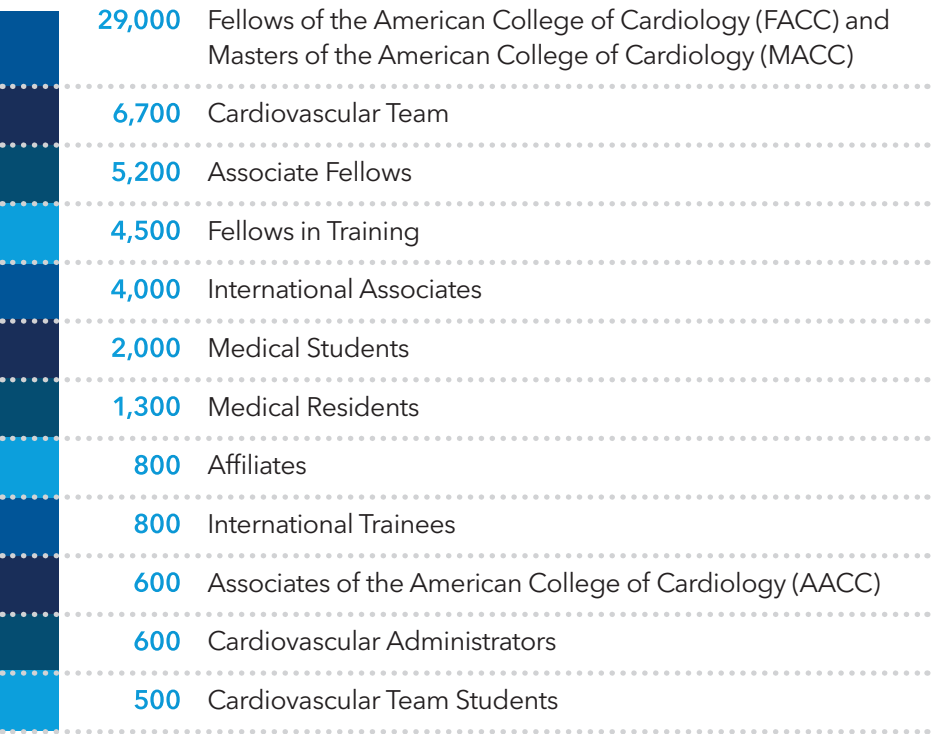 29,000 Fellows of the American College of Cardiology (FACC) and
Masters of the American College of Cardiology (MACC)
6,700 Cardiovascular Team
5,200 Associate Fellows
4,500 Fellows in Training
4,000 International Associates
2,000 Medical Students
1,300 Medical Residents
800 Affiliates
800 International Trainees
600 Associates of the American College of Cardiology (AACC)
600 Cardiovascular Administrators
500 Cardiovascular Team Students